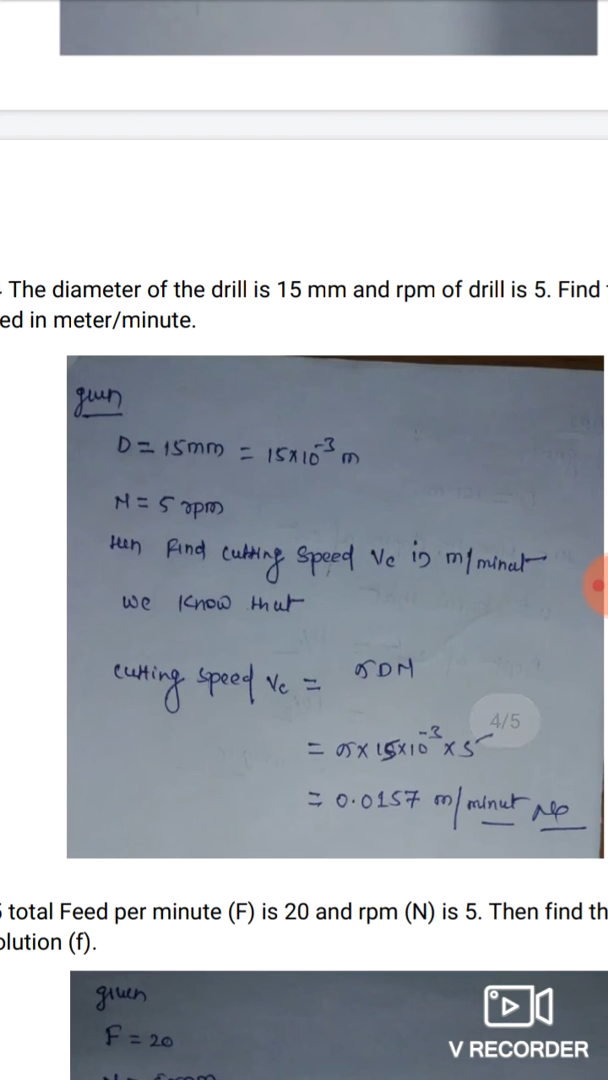 The diameter of the drill is 15 mm and rpm of drill is 5. Find
ed in meter/minute.
given
D = 15mm = 15×10⁻³ m
N = 5 rpm
then Find cutting speed Vc in m/minut
we know that
cutting speed Vc = πDN
4/5
= π×15×10⁻³×5
= 0.0157 m/minut
total Feed per minute (F) is 20 and rpm (N) is 5. Then find th
olution (f).
given
F = 20
V RECORDER